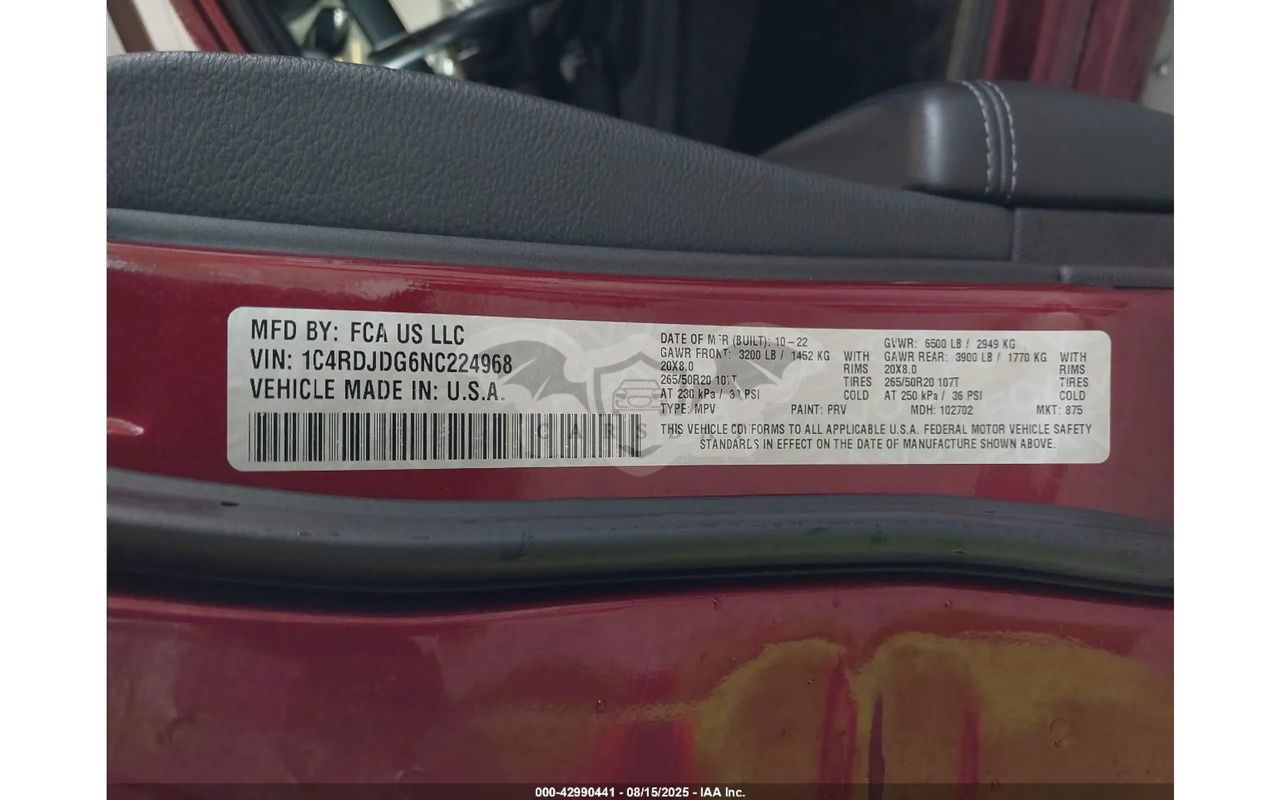 MFD BY: FCA US LLC
VIN: 1C4RDJDG6NC224968
VEHICLE MADE IN: U.S.A.
DATE OF MFR (BUILT): 10-22
GAWR FRONT: 3200 LB / 1452 KG WITH
20X8.0 RIMS
265/50R20 107T TIRES
AT 230 kPa / 33 PSI COLD
TYPE: MPV PAINT: PRV
GVWR: 6500 LB / 2949 KG
GAWR REAR: 3900 LB / 1770 KG WITH
20X8.0 RIMS
265/50R20 107T TIRES
AT 250 kPa / 36 PSI COLD
MDH: 102702 MKT: 875
THIS VEHICLE CONFORMS TO ALL APPLICABLE U.S.A. FEDERAL MOTOR VEHICLE SAFETY
STANDARDS IN EFFECT ON THE DATE OF MANUFACTURE SHOWN ABOVE.
000-42990441 - 08/15/2025 - IAA Inc.